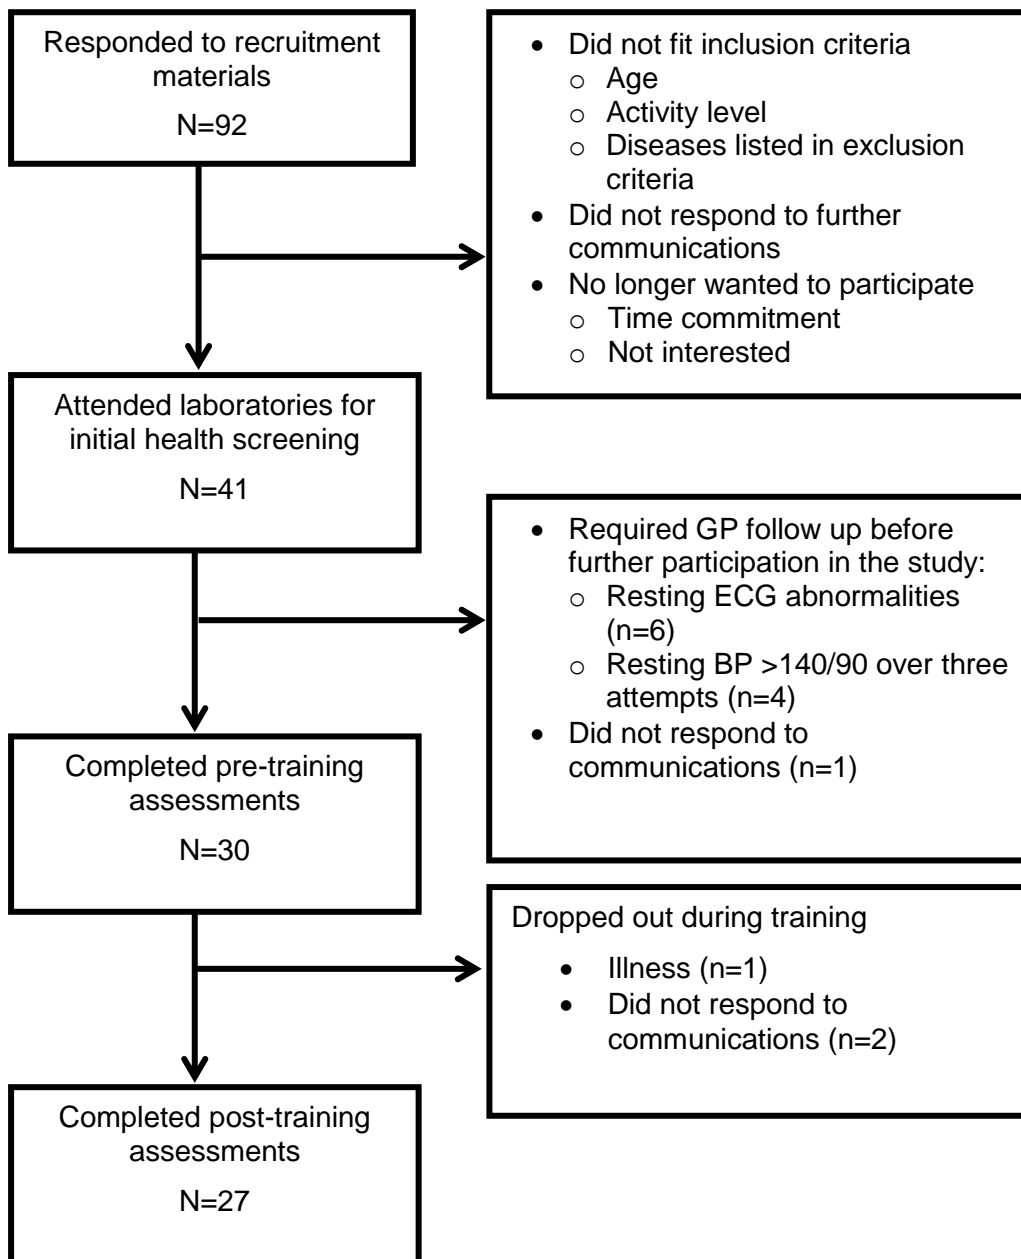 Responded to recruitment
materials
N=92
• Did not fit inclusion criteria
o Age
o Activity level
o Diseases listed in exclusion
criteria
• Did not respond to further
communications
• No longer wanted to participate
o Time commitment
o Not interested
Attended laboratories for
initial health screening
N=41
• Required GP follow up before
further participation in the study:
o Resting ECG abnormalities
(n=6)
o Resting BP >140/90 over three
attempts (n=4)
• Did not respond to
communications (n=1)
Completed pre-training
assessments
N=30
Dropped out during training
• Illness (n=1)
• Did not respond to
communications (n=2)
Completed post-training
assessments
N=27